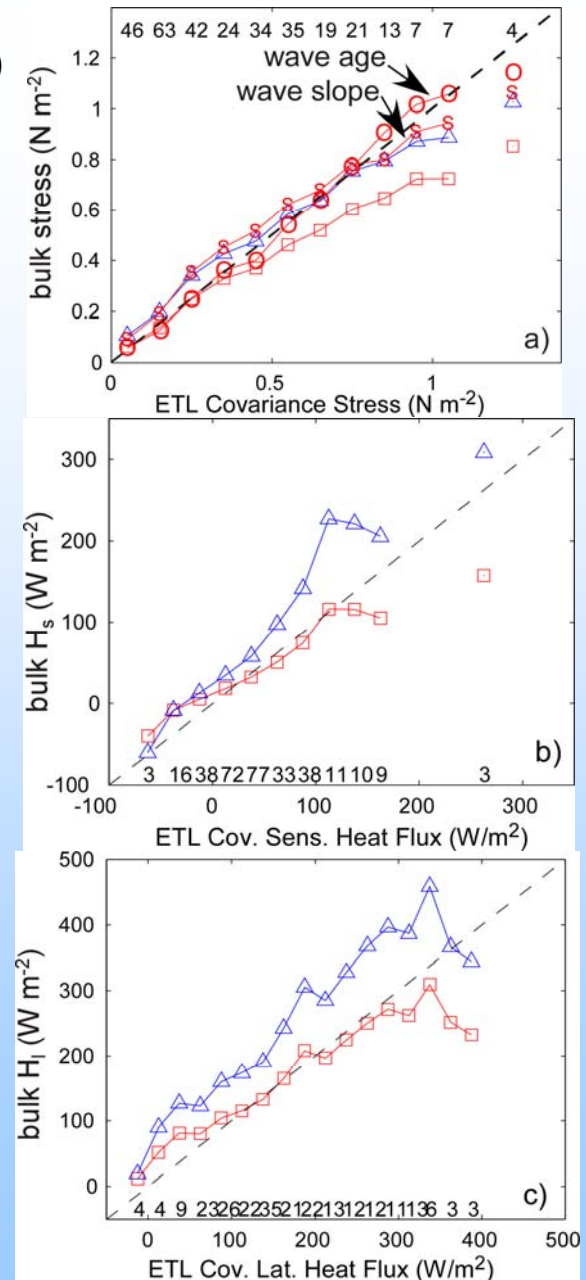 )
46 63 42 24 34 35 19 21 13 7 7 4
1.2
wave age
wave slope
1
0.8
0.6
0.4
0.2
0
bulk stress (N m-2)
a)
0 0.5 1
ETL Covariance Stress (N m-2)
300
200
100
0
-100
bulk Hs (W m-2)
3 16 38 72 77 33 38 11 10 9 3
b)
-100 0 100 200 300
ETL Cov. Sens. Heat Flux (W/m2)
500
400
300
200
100
0
bulk Hl (W m-2)
c)
4 4 9 23 26 22 35 21 22 13 12 12 11 13 6 3 3
0 100 200 300 400 500
ETL Cov. Lat. Heat Flux (W/m2)